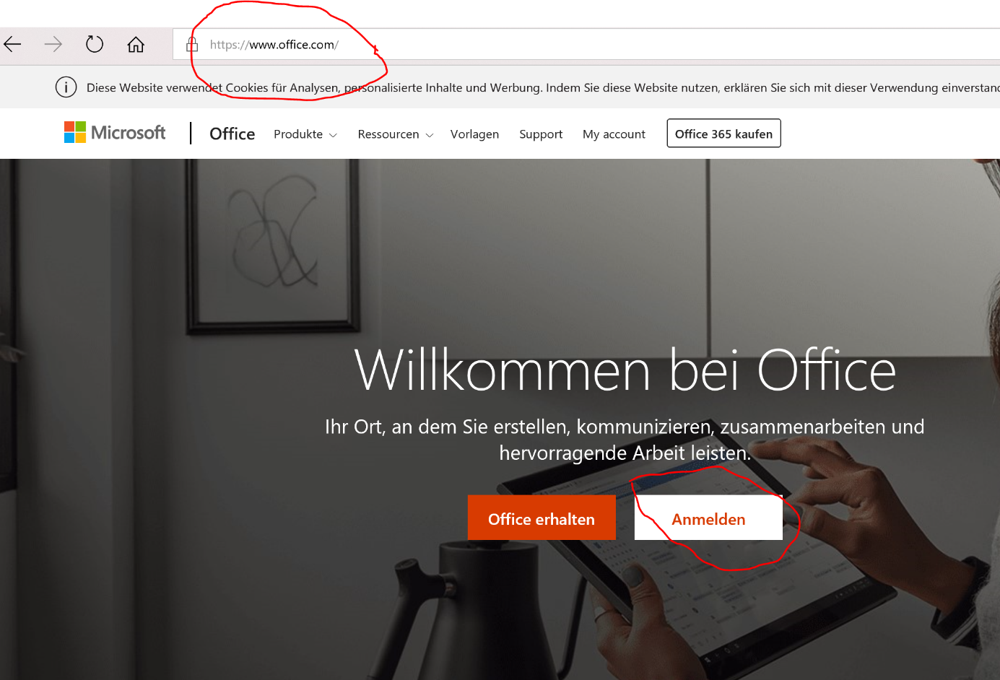 https://www.office.com/
Diese Website verwendet Cookies für Analysen, personalisierte Inhalte und Werbung. Indem Sie diese Website nutzen, erklären Sie sich mit dieser Verwendung
Microsoft Office Produkte Ressourcen Vorlagen Support My account Office 365 kaufen
Willkommen bei Office
Ihr Ort, an dem Sie erstellen, kommunizieren, zusammenarbeiten und
hervorragende Arbeit leisten.
Office erhalten Anmelden